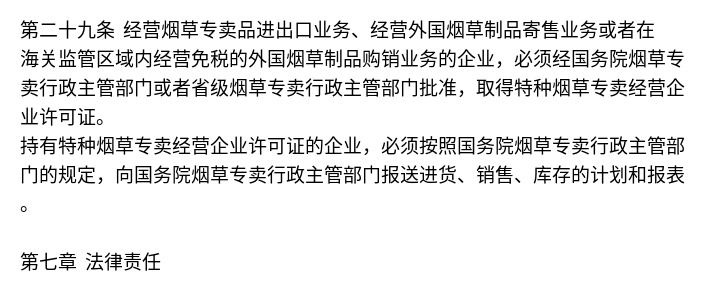 第二十九条 经营烟草专卖品进出口业务、经营外国烟草制品寄售业务或者在
海关监管区域内经营免税的外国烟草制品购销业务的企业，必须经国务院烟草专
卖行政主管部门或者省级烟草专卖行政主管部门批准，取得特种烟草专卖经营企
业许可证。
持有特种烟草专卖经营企业许可证的企业，必须按照国务院烟草专卖行政主管部
门的规定，向国务院烟草专卖行政主管部门报送进货、销售、库存的计划和报表
。
第七章 法律责任